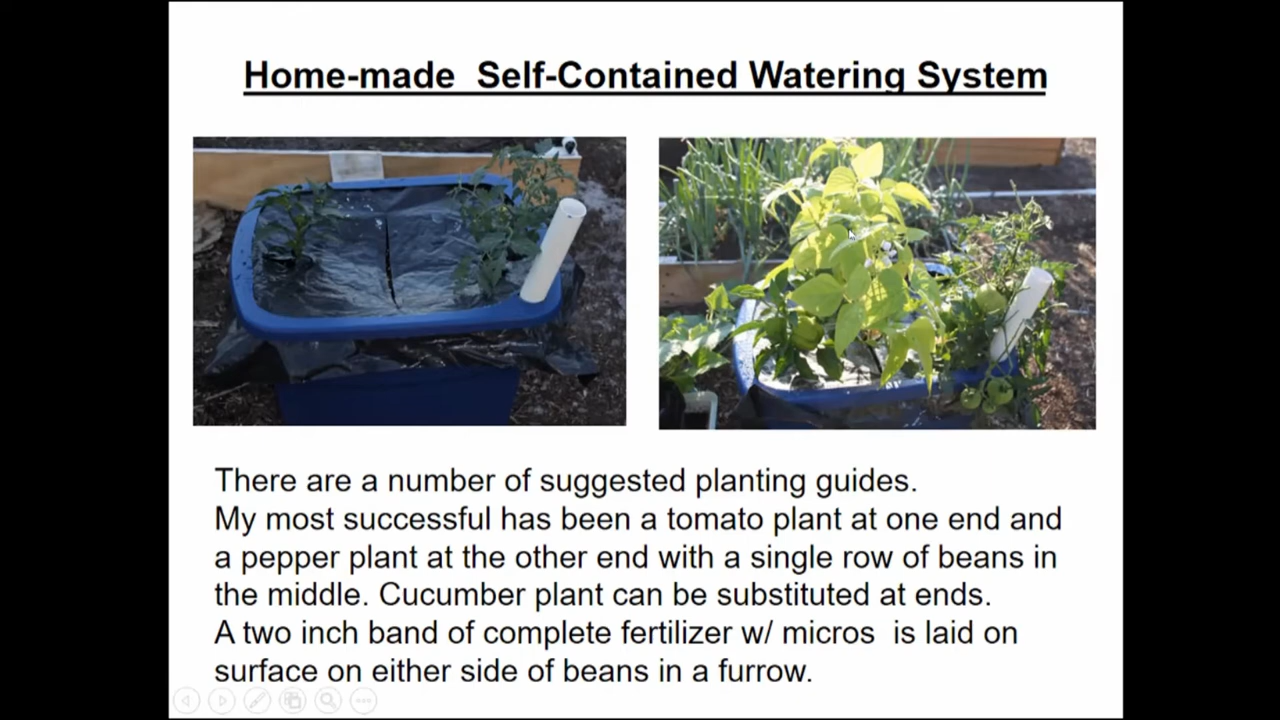 Home-made  Self-Contained Watering System
There are a number of suggested planting guides.
My most successful has been a tomato plant at one end and
a pepper plant at the other end with a single row of beans in
the middle. Cucumber plant can be substituted at ends.
A two inch band of complete fertilizer w/ micros  is laid on
surface on either side of beans in a furrow.